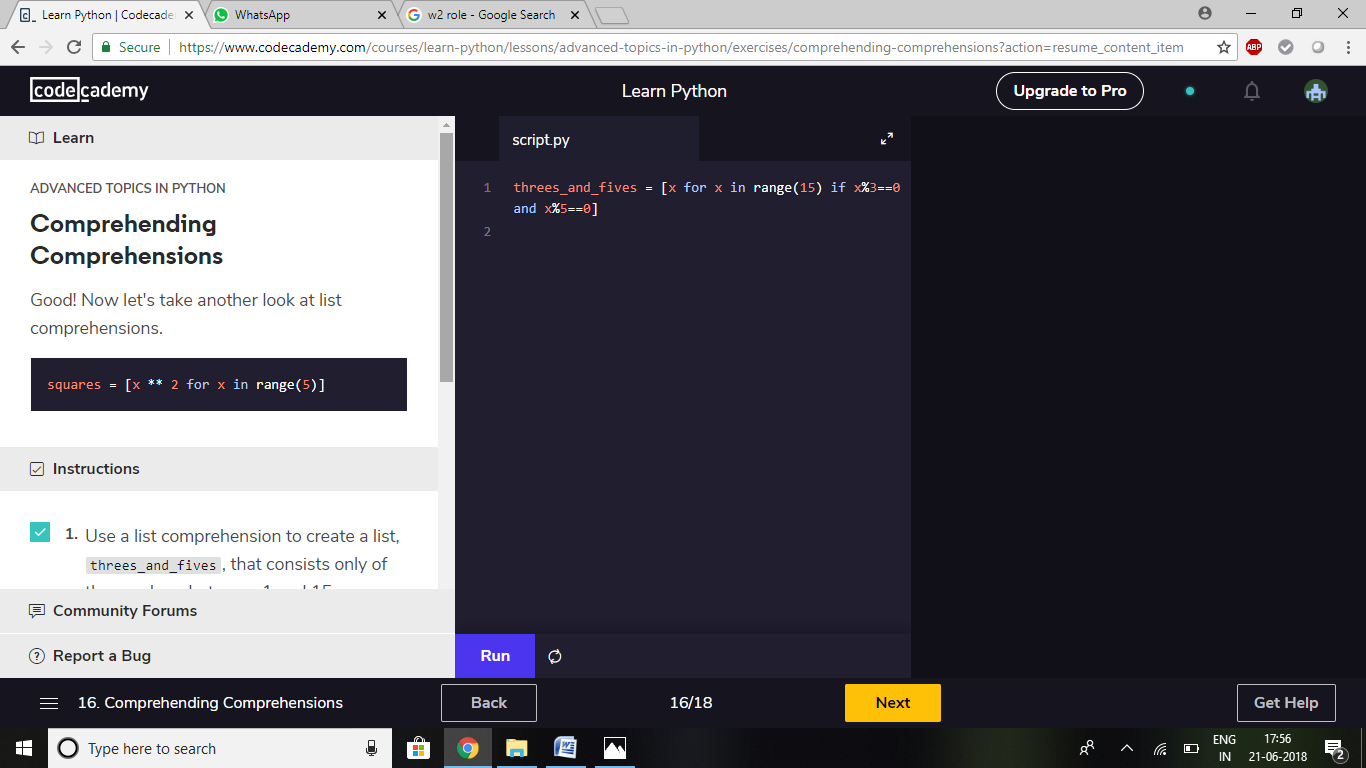 Learn Python | Codecade
WhatsApp
w2 role - Google Search
Secure
https://www.codecademy.com/courses/learn-python/lessons/advanced-topics-in-python/exercises/comprehending-comprehensions?action=resume_content_item
ABP
codecademy
Learn Python
Upgrade to Pro
Learn
ADVANCED TOPICS IN PYTHON
Comprehending
Comprehensions
Good! Now let's take another look at list
comprehensions.
squares = [x ** 2 for x in range(5)]
Instructions
1. Use a list comprehension to create a list,
threes_and_fives, that consists only of
Community Forums
Report a Bug
script.py
1 threes_and_fives = [x for x in range(15) if x%3==0
and x%5==0]
2
Run
16. Comprehending Comprehensions
Back
16/18
Next
Get Help
Type here to search
ENG
IN
17:56
21-06-2018
2